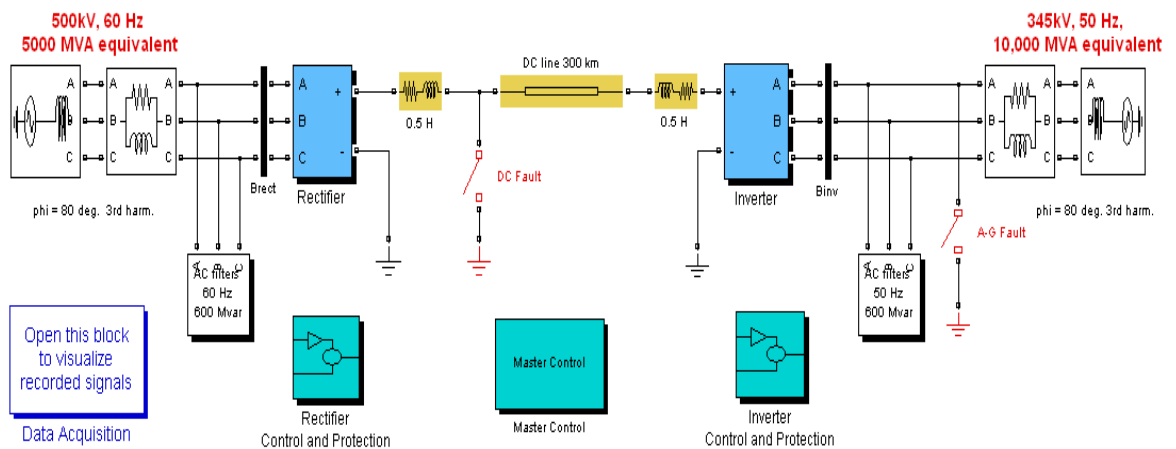 500kV, 60 Hz
5000 MVA equivalent
345kV, 50 Hz,
10,000 MVA equivalent
DC line 300 km
A
B
C
A
B
C
A
B
C
+
-
0.5 H
0.5 H
+
-
A
B
C
A
B
C
A
B
C
Brect
Rectifier
DC Fault
Inverter
Binv
phi = 80 deg. 3rd harm.
A-G Fault
phi = 80 deg. 3rd harm.
A
B
C
AC filters
60 Hz
600 Mvar
A
B
C
AC filters
50 Hz
600 Mvar
Open this block
to visualize
recorded signals
Data Acquisition
Rectifier
Control and Protection
Master Control
Master Control
Inverter
Control and Protection